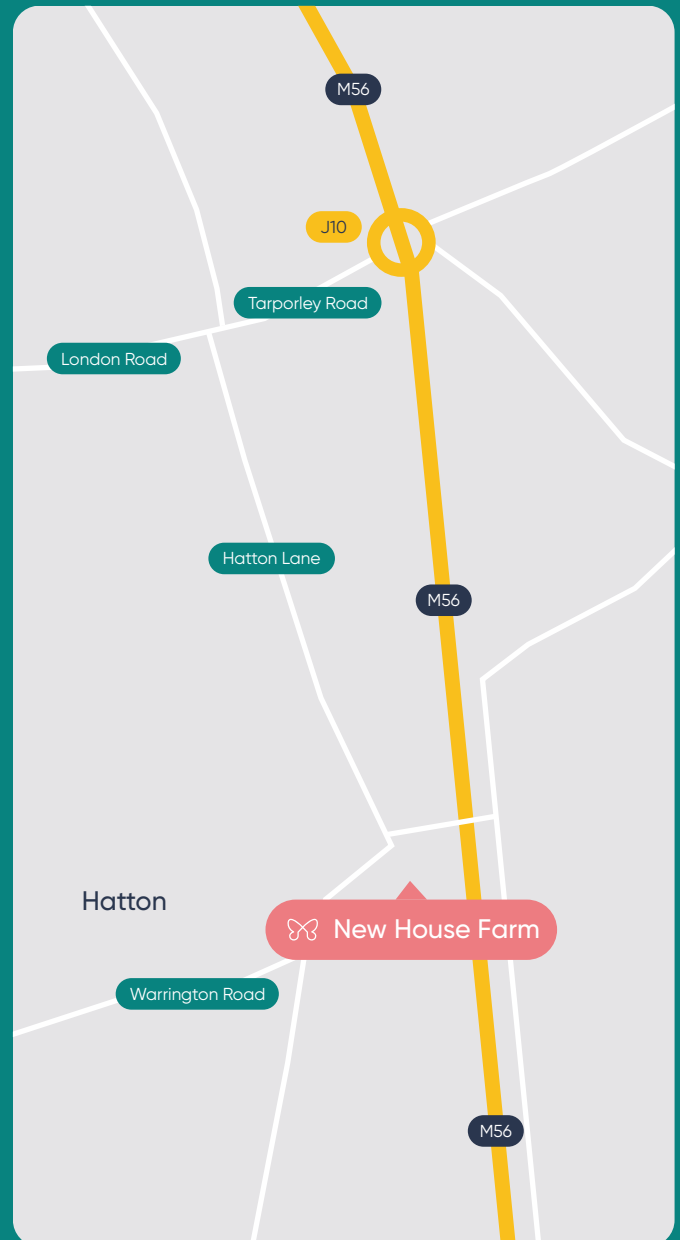 M56
J10
Tarporley Road
London Road
Hatton Lane
M56
Hatton
New House Farm
Warrington Road
M56